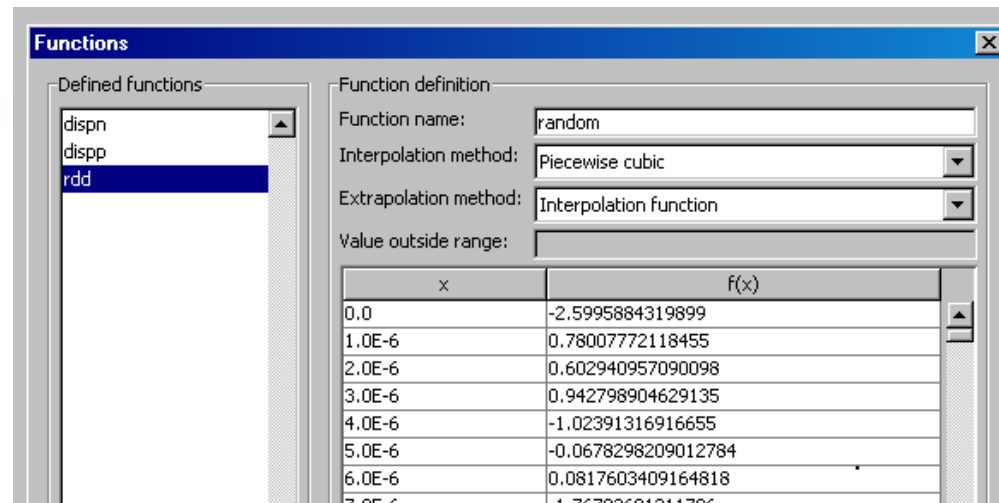 Functions
Defined functions
dispn
dispp
rdd
Function definition
Function name: random
Interpolation method: Piecewise cubic
Extrapolation method: Interpolation function
Value outside range:
x f(x)
0.0 -2.5995884319899
1.0E-6 0.78007772118455
2.0E-6 0.602940957090098
3.0E-6 0.942798904629135
4.0E-6 -1.02391316916655
5.0E-6 -0.0678298209012784
6.0E-6 0.0817603409164818